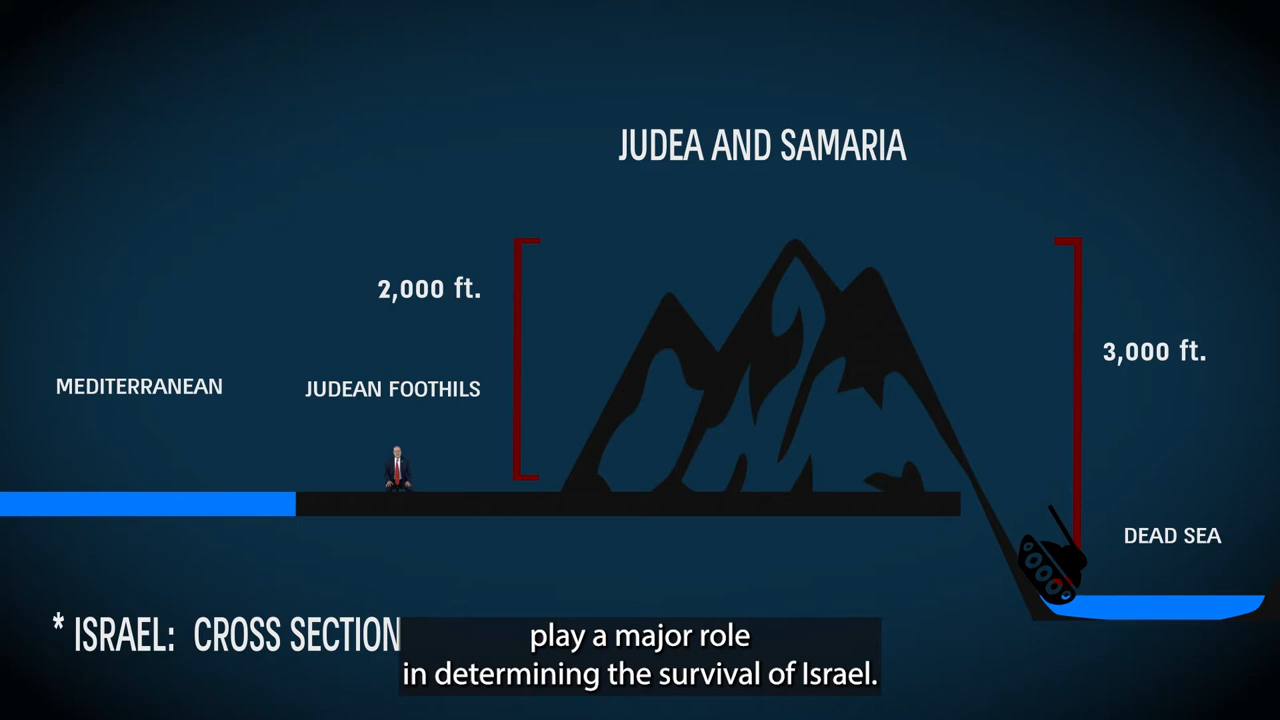 JUDEA AND SAMARIA
2,000 ft.
3,000 ft.
MEDITERRANEAN
JUDEAN FOOTHILS
DEAD SEA
* ISRAEL: CROSS SECTION
play a major role
in determining the survival of Israel.